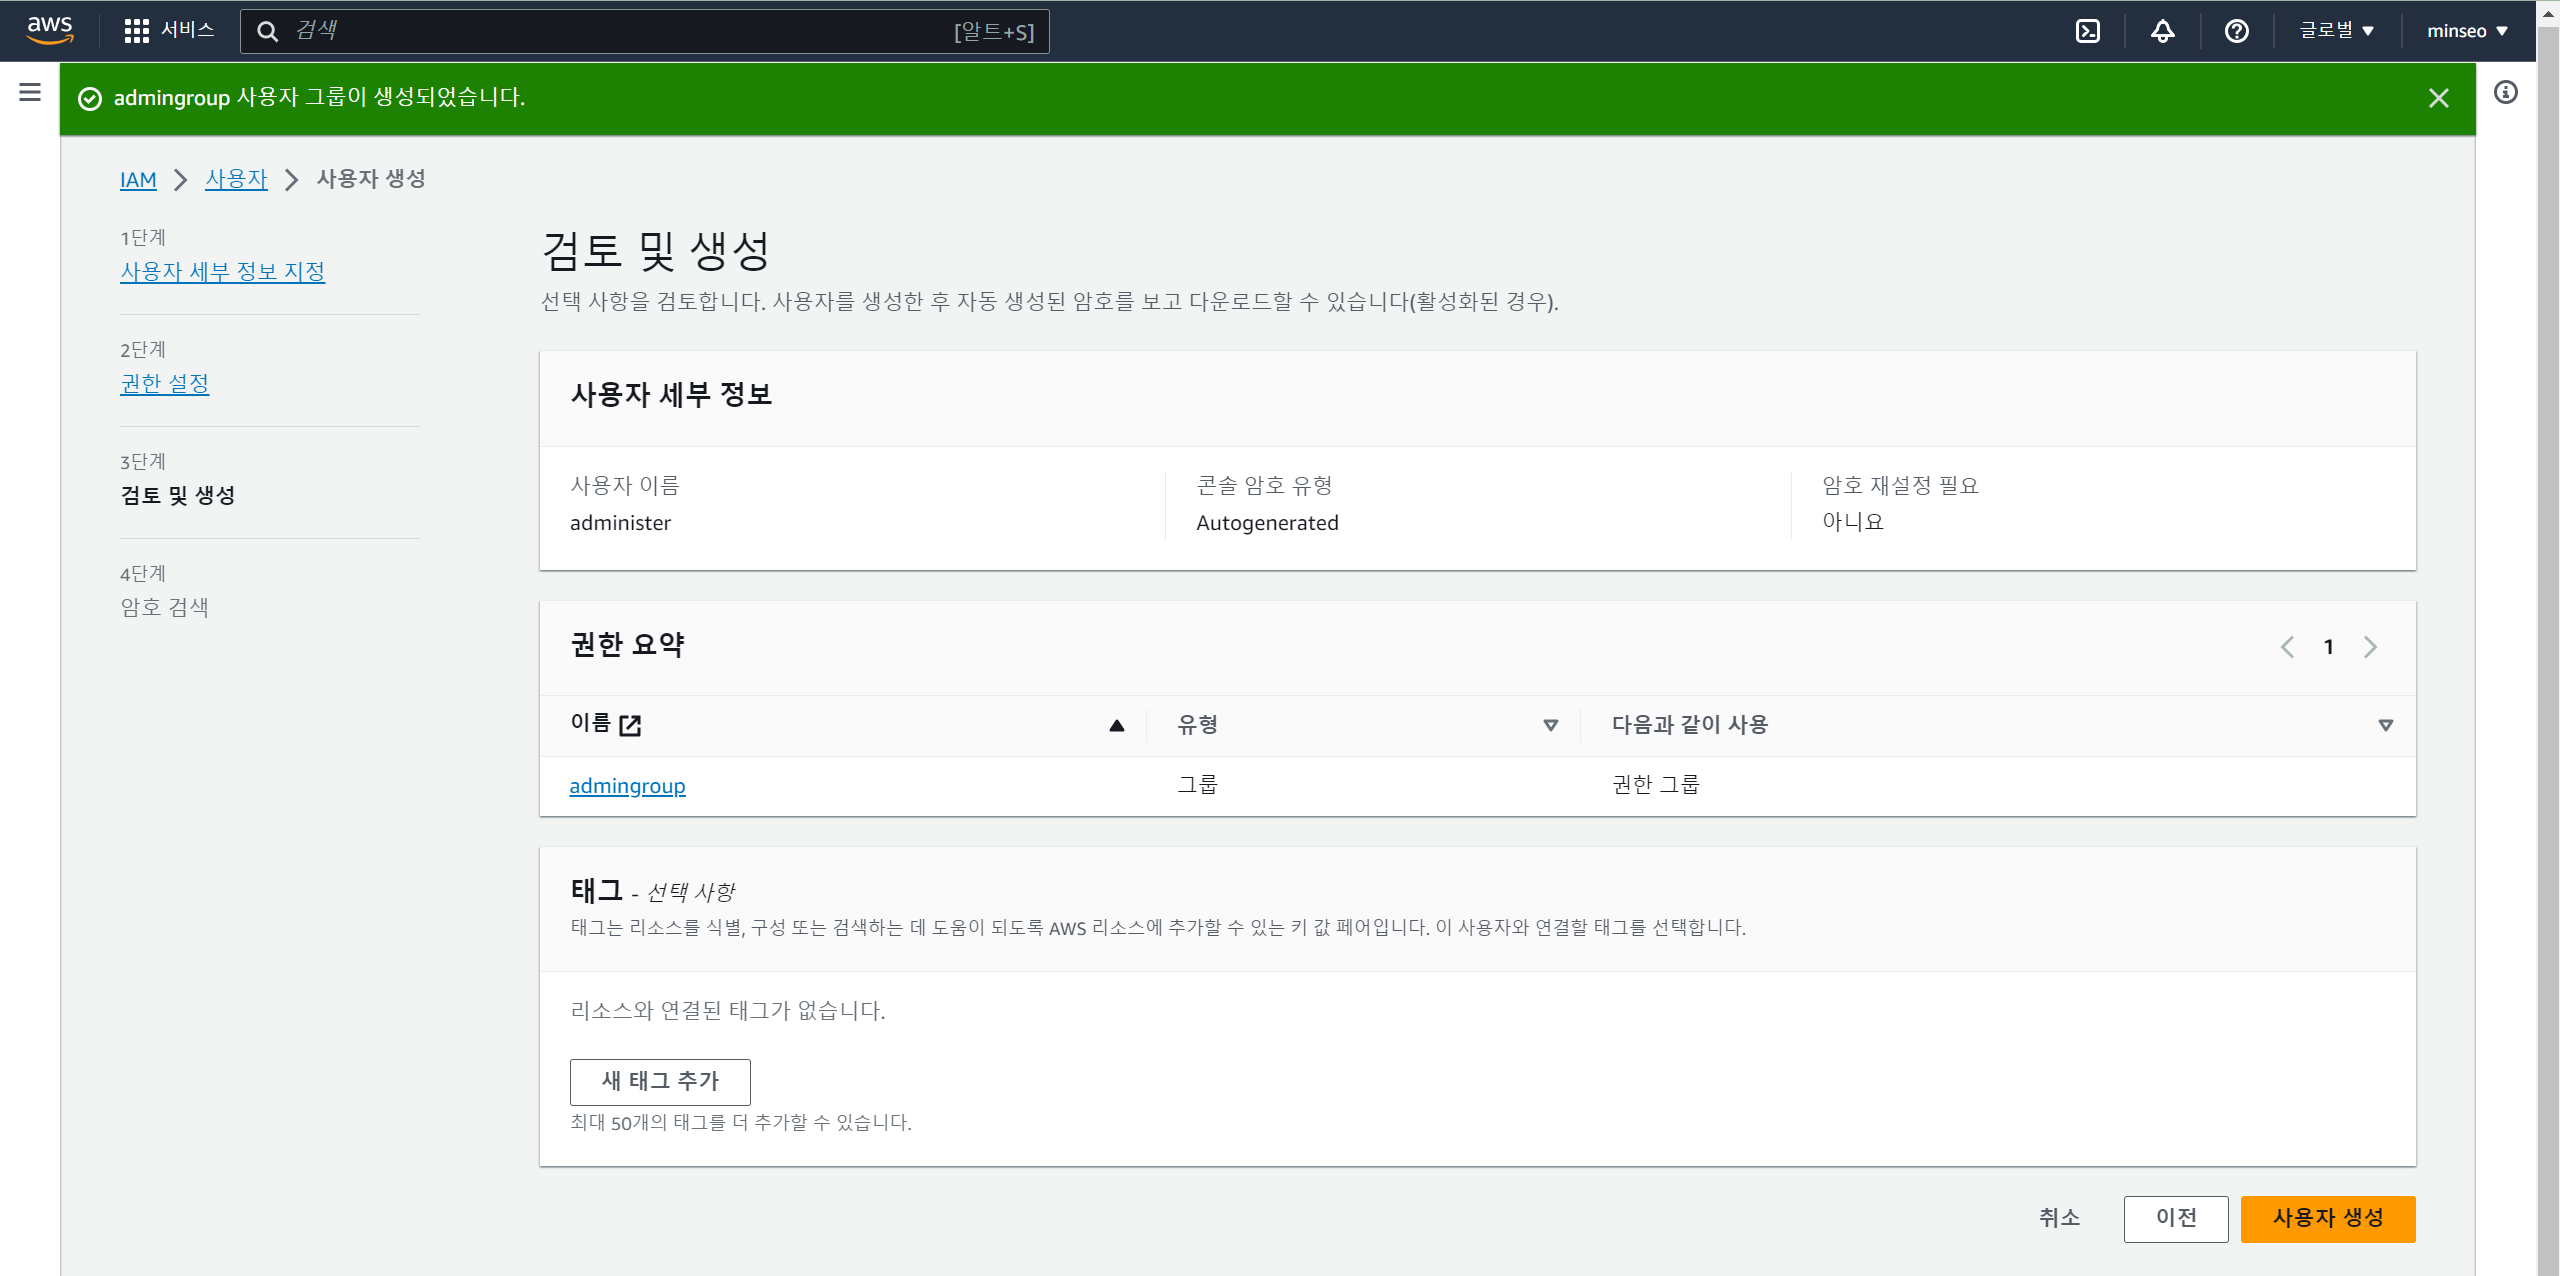 aws
서비스
검색
[알트+S]
글로벌
minseo
admingroup 사용자 그룹이 생성되었습니다.
IAM
사용자
사용자 생성
1단계
사용자 세부 정보 지정
2단계
권한 설정
3단계
검토 및 생성
4단계
암호 검색
검토 및 생성
선택 사항을 검토합니다. 사용자를 생성한 후 자동 생성된 암호를 보고 다운로드할 수 있습니다(활성화된 경우).
사용자 세부 정보
사용자 이름
administer
콘솔 암호 유형
Autogenerated
암호 재설정 필요
아니요
권한 요약
1
이름
유형
다음과 같이 사용
admingroup
그룹
권한 그룹
태그 - 선택 사항
태그는 리소스를 식별, 구성 또는 검색하는 데 도움이 되도록 AWS 리소스에 추가할 수 있는 키 값 페어입니다. 이 사용자와 연결할 태그를 선택합니다.
리소스와 연결된 태그가 없습니다.
새 태그 추가
최대 50개의 태그를 더 추가할 수 있습니다.
취소
이전
사용자 생성